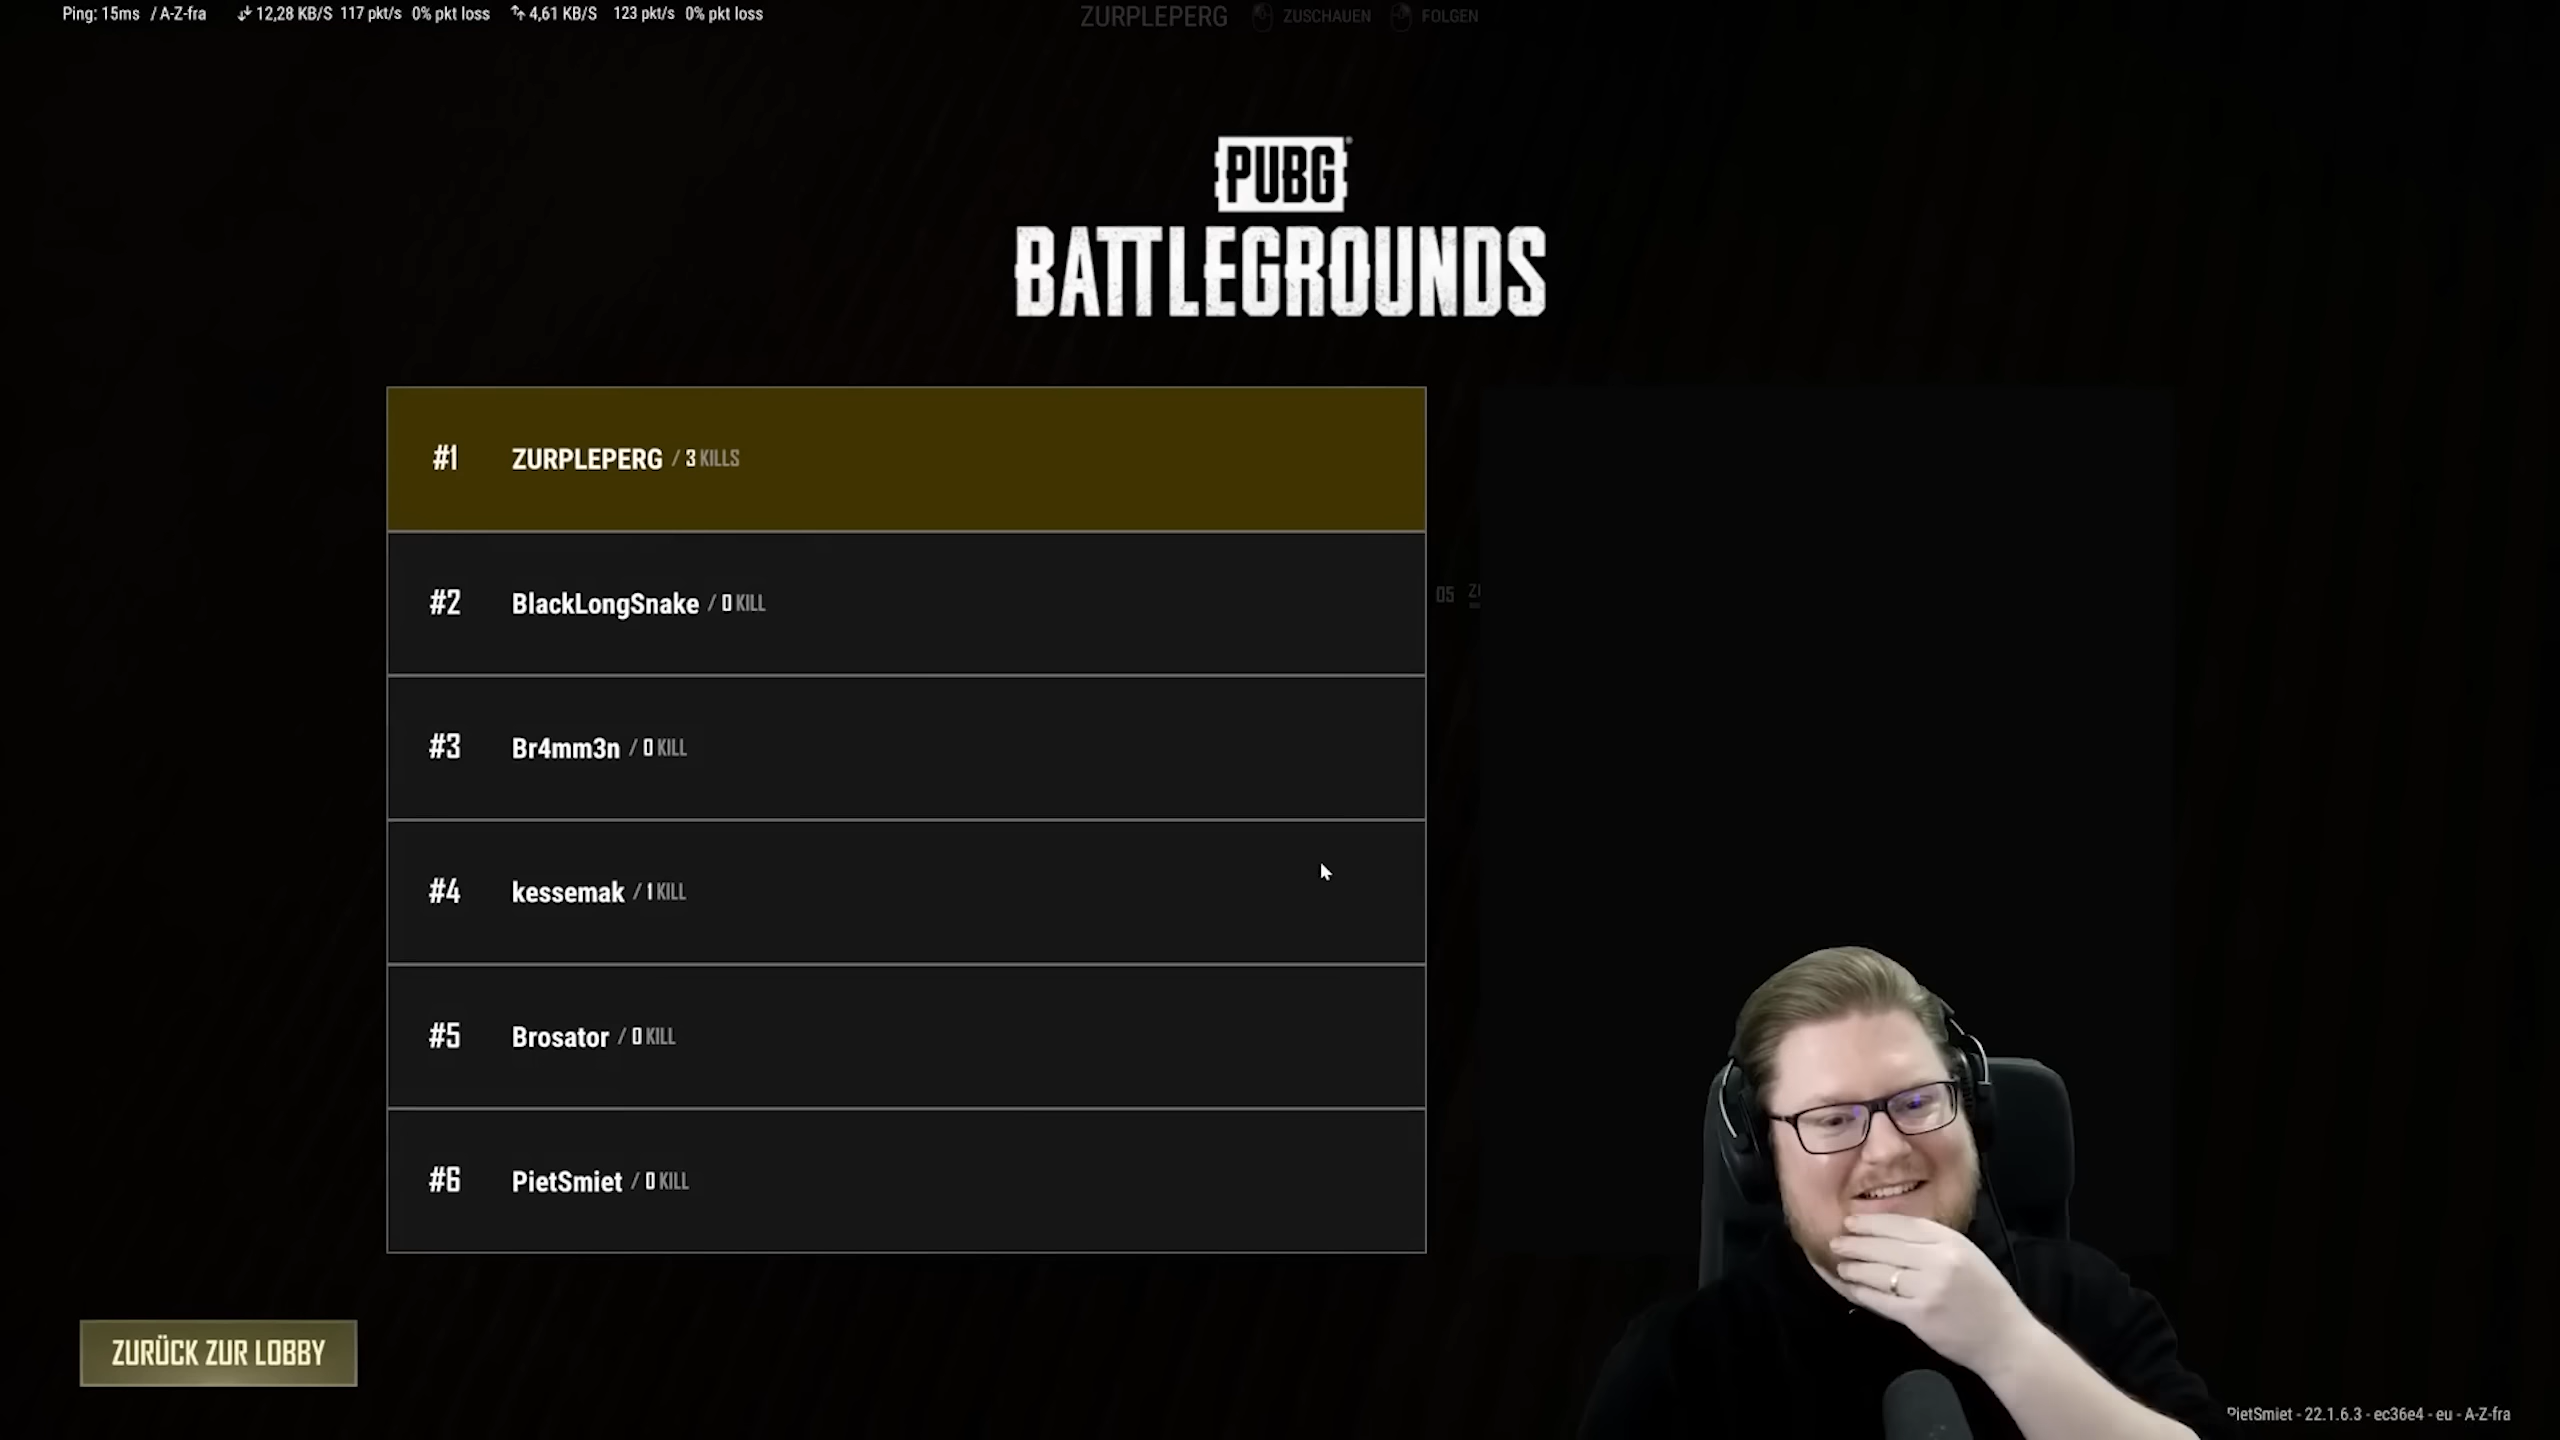 Ping: 15ms / A-Z-fra 12,28 KB/S 117 pkt/s 0% pkt loss 4,61 KB/S 123 pkt/s 0% pkt loss
ZURPLEPERG ZUSCHAUEN FOLGEN
PUBG
BATTLEGROUNDS
#1 ZURPLEPERG / 3 KILLS
#2 BlackLongSnake / 0 KILL
05
#3 Br4mm3n / 0 KILL
#4 kessemak / 1 KILL
#5 Brosator / 0 KILL
#6 PietSmiet / 0 KILL
ZURÜCK ZUR LOBBY
PietSmiet - 22.1.6.3 - ec36e4 - eu - A-Z-fra